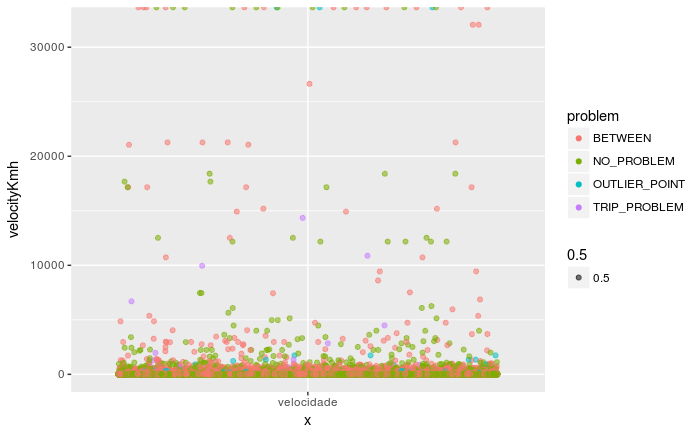 30000
20000
10000
0
velocityKmh
velocidade
x
problem
BETWEEN
NO_PROBLEM
OUTLIER_POINT
TRIP_PROBLEM
0.5
0.5